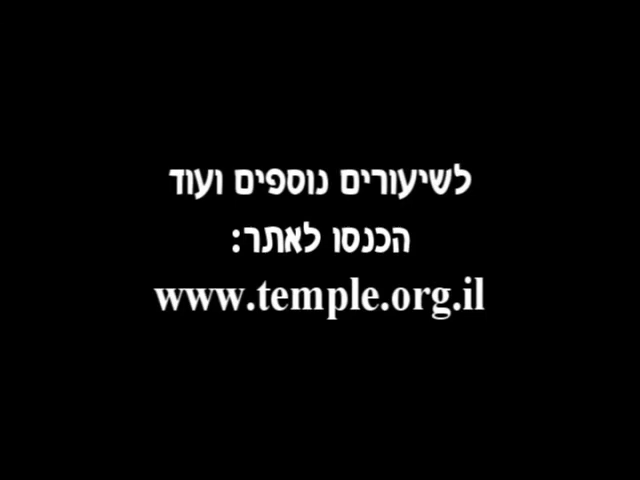 לשיעורים נוספים ועוד
הכנסו לאתר:
www.temple.org.il